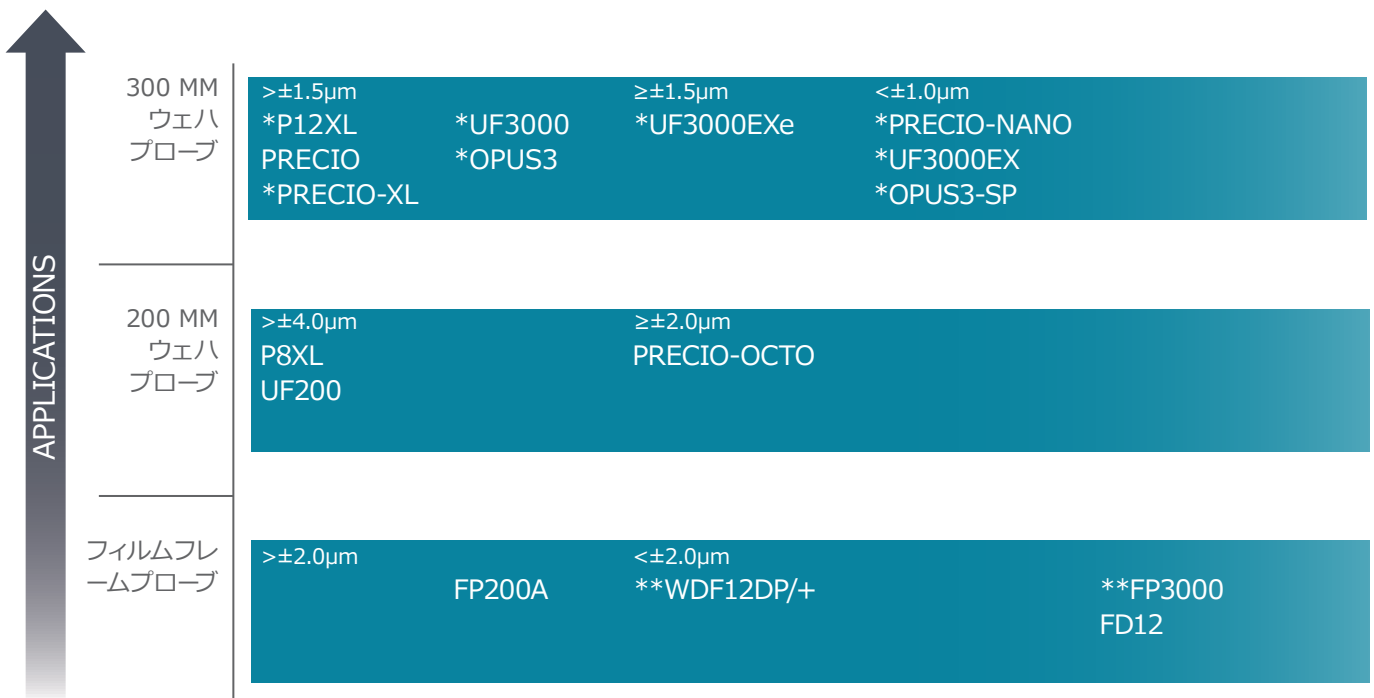 APPLICATIONS
300 MM
ウェハ
プローブ
>±1.5μm
*P12XL
PRECIO
*PRECIO-XL
*UF3000
*OPUS3
≥±1.5μm
*UF3000EXe
<±1.0μm
*PRECIO-NANO
*UF3000EX
*OPUS3-SP
200 MM
ウェハ
プローブ
>±4.0μm
P8XL
UF200
≥±2.0μm
PRECIO-OCTO
フィルムフレ
ームプローブ
>±2.0μm
FP200A
<±2.0μm
**WDF12DP/+
**FP3000
FD12